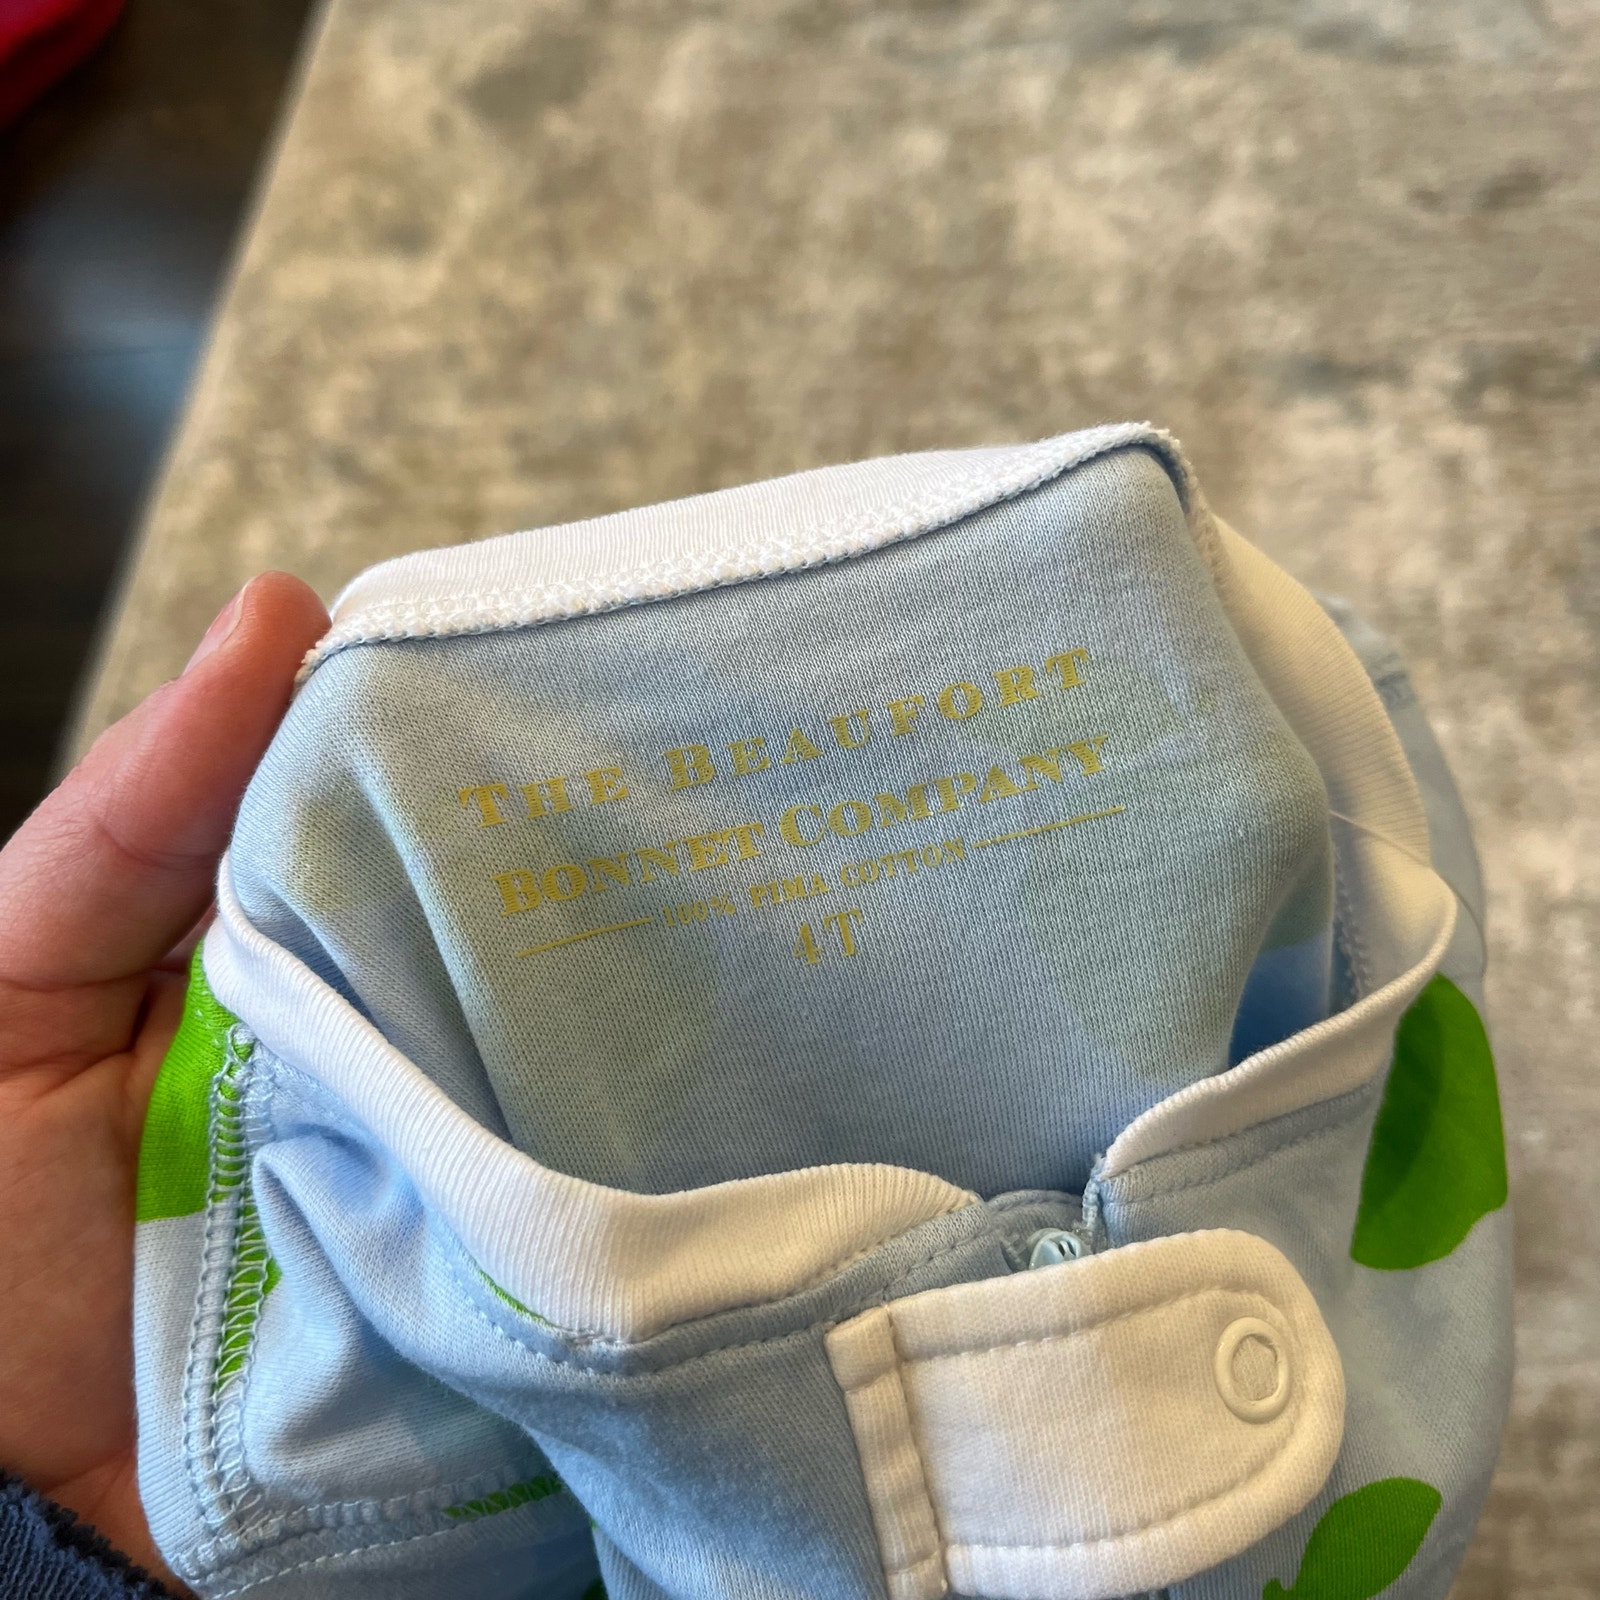 THE BEAUFORT
BONNET COMPANY
100% PIMA COTTON
4T